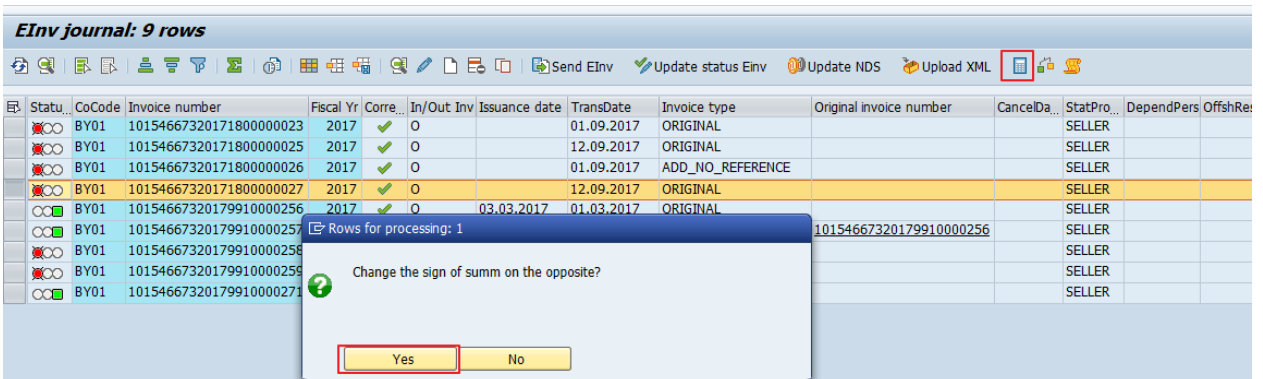 EInv journal: 9 rows
Send EInv Update status Einv Update NDS Upload XML
Statu... CoCode Invoice number Fiscal Yr Corre... In/Out Inv Issuance date TransDate Invoice type Original invoice number CancelDa... StatPro... DependPers OffshRes
BY01 10154667320171800000023 2017 O 01.09.2017 ORIGINAL SELLER
BY01 10154667320171800000025 2017 O 12.09.2017 ORIGINAL SELLER
BY01 10154667320171800000026 2017 O 01.09.2017 ADD_NO_REFERENCE SELLER
BY01 10154667320171800000027 2017 O 12.09.2017 ORIGINAL SELLER
BY01 10154667320179910000256 2017 O 03.03.2017 01.03.2017 ORIGINAL SELLER
BY01 10154667320179910000257 10154667320179910000256 SELLER
BY01 10154667320179910000258 SELLER
BY01 10154667320179910000259 SELLER
BY01 10154667320179910000271 SELLER
Rows for processing: 1
Change the sign of summ on the opposite?
Yes No